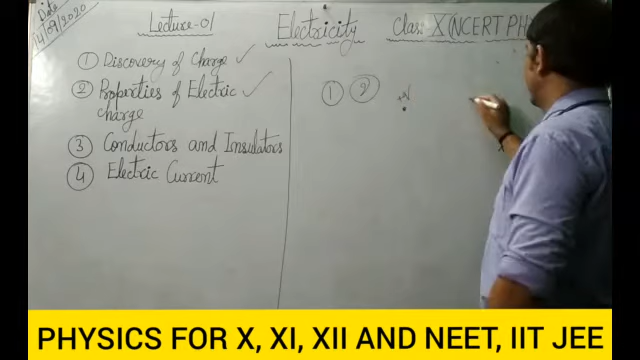 Date
14/09/2020
Lecture-01
Electricity
Class X (NCERT PH
① Discovery of Charge ✓
② Properties of Electric ✓
charge
③ Conductors and Insulators
④ Electric Current
① ②
PHYSICS FOR X, XI, XII AND NEET, IIT JEE